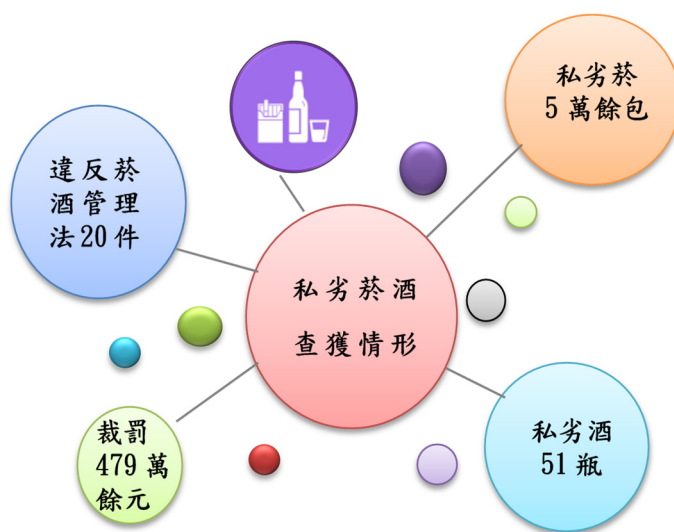 私劣菸
5萬餘包
違反菸
酒管理
法20件
私劣菸酒
查獲情形
裁罰
479萬
餘元
私劣酒
51瓶